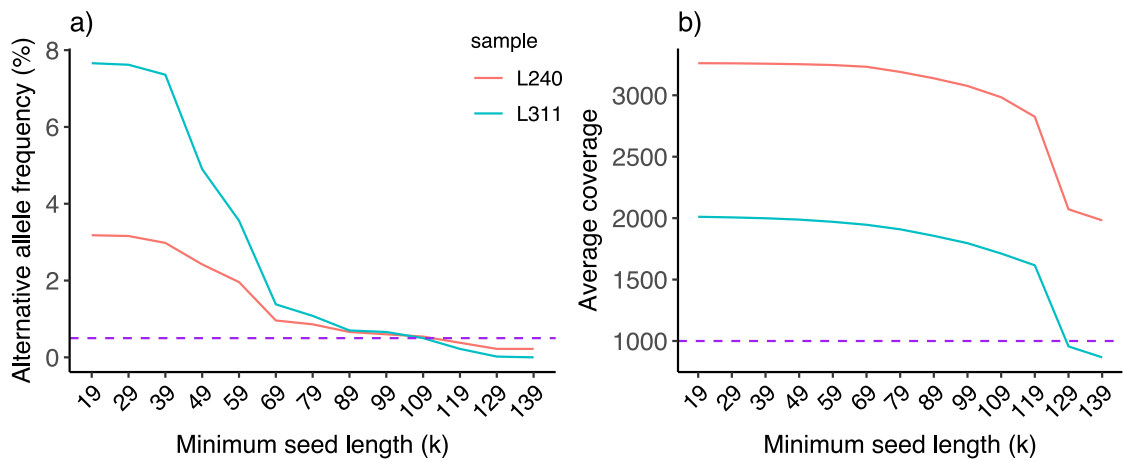 a)
Alternative allele frequency (%)
8
6
4
2
0
19 29 39 49 59 69 79 89 99 109 119 129 139
Minimum seed length (k)
sample
L240
L311
b)
Average coverage
3000
2500
2000
1500
1000
19 29 39 49 59 69 79 89 99 109 119 129 139
Minimum seed length (k)